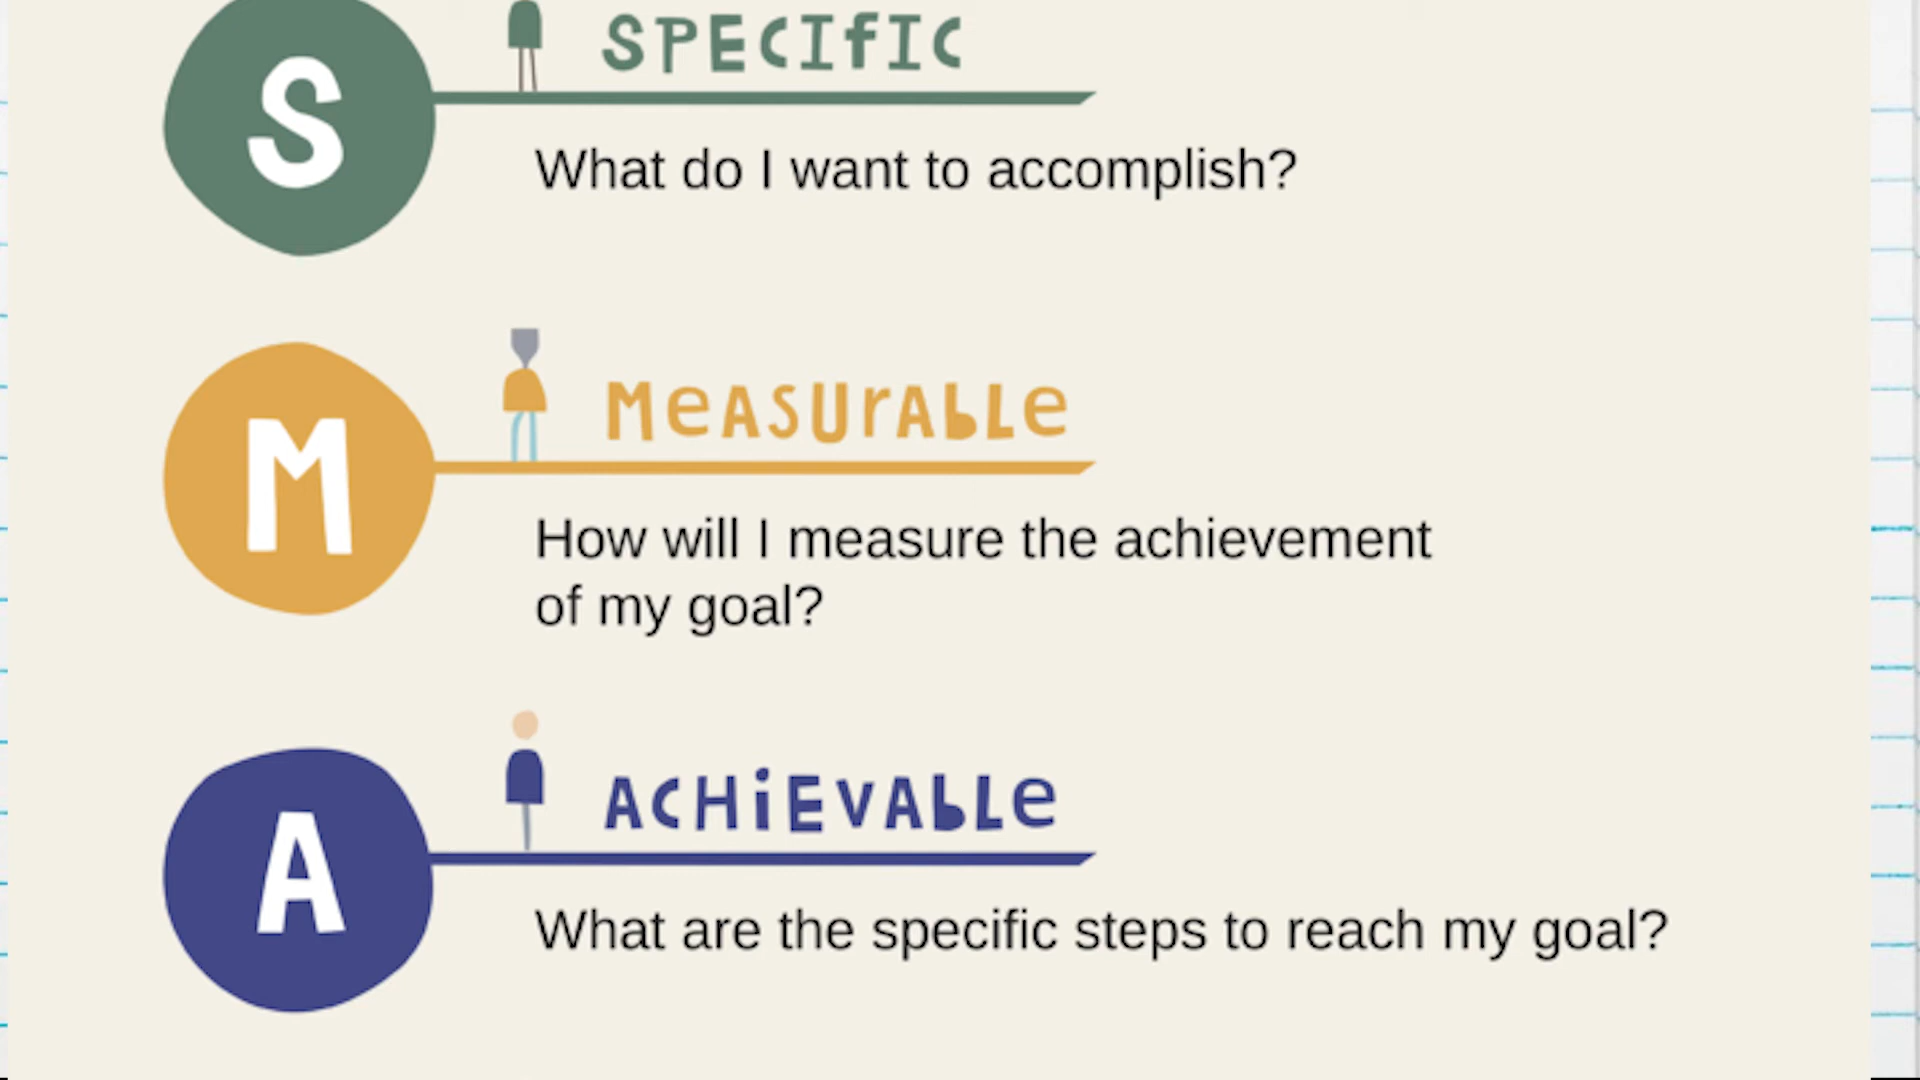 S
SPECIfIC
What do I want to accomplish?
M
MeASUrAbLe
How will I measure the achievement
of my goal?
A
ACHiEVAbLe
What are the specific steps to reach my goal?